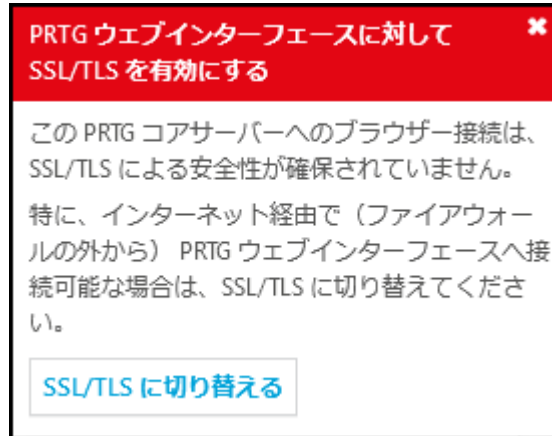 PRTG ウェブインターフェースに対して
SSL/TLS を有効にする
この PRTG コアサーバーへのブラウザー接続は、
SSL/TLS による安全性が確保されていません。
特に、インターネット経由で（ファイアウォー
ルの外から） PRTG ウェブインターフェースへ接
続可能な場合は、SSL/TLS に切り替えてくださ
い。
SSL/TLS に切り替える